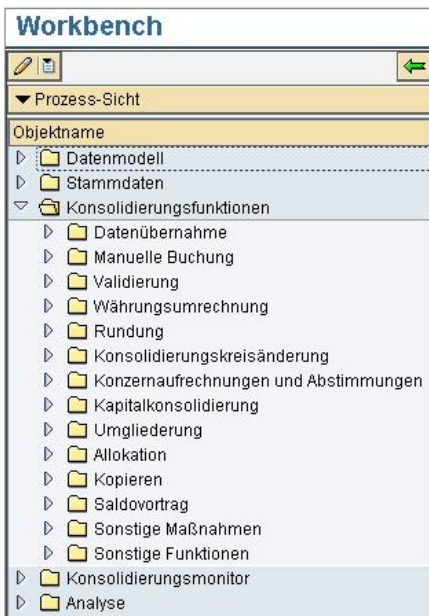 Workbench
Prozess-Sicht
Objektname
Datenmodell
Stammdaten
Konsolidierungsfunktionen
Datenübernahme
Manuelle Buchung
Validierung
Währungsumrechnung
Rundung
Konsolidierungskreisänderung
Konzernaufrechnungen und Abstimmungen
Kapitalkonsolidierung
Umgliederung
Allokation
Kopieren
Saldovortrag
Sonstige Maßnahmen
Sonstige Funktionen
Konsolidierungsmonitor
Analyse